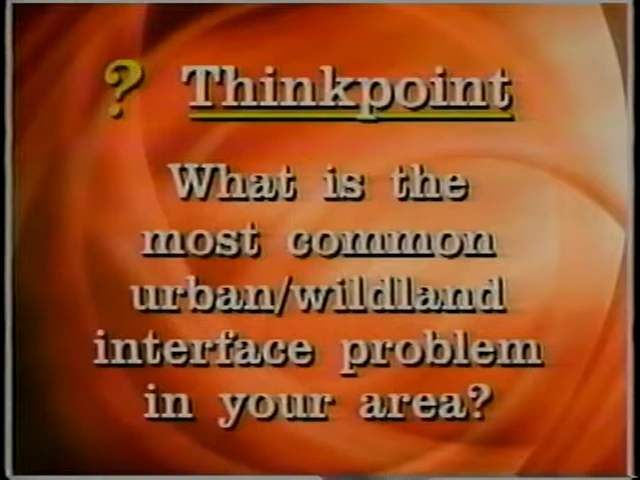 ? Thinkpoint
What is the
most common
urban/wildland
interface problem
in your area?